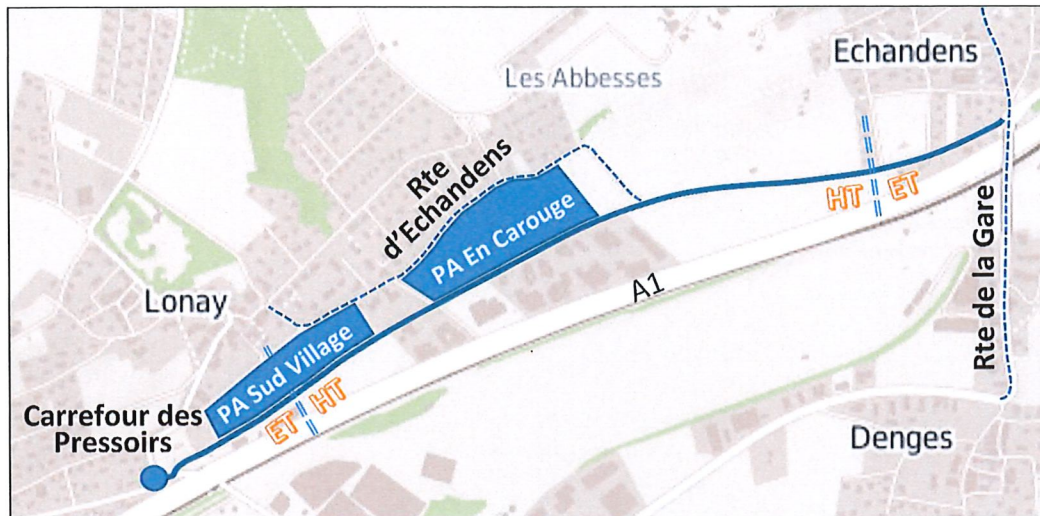 Echandens
Les Abbesses
Rte
d'Echandens
HT ET
PA En Carouge
A1
Rte de la Gare
Lonay
PA Sud Village
ET HT
Carrefour des
Pressoirs
Denges